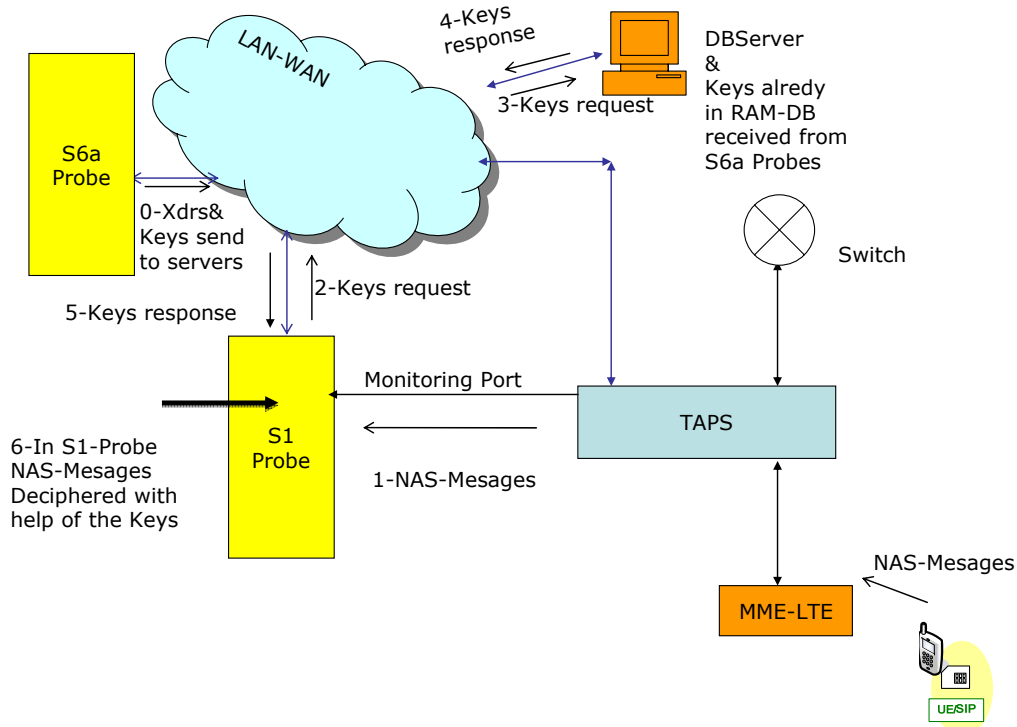 4-Keys
response
LAN-WAN
DBServer
&
Keys alredy
in RAM-DB
received from
S6a Probes
3-Keys request
S6a
Probe
0-Xdrs&
Keys send
to servers
Switch
2-Keys request
5-Keys response
Monitoring Port
TAPS
S1
Probe
6-In S1-Probe
NAS-Mesages
Deciphered with
help of the Keys
1-NAS-Mesages
NAS-Mesages
MME-LTE
UE/SIP